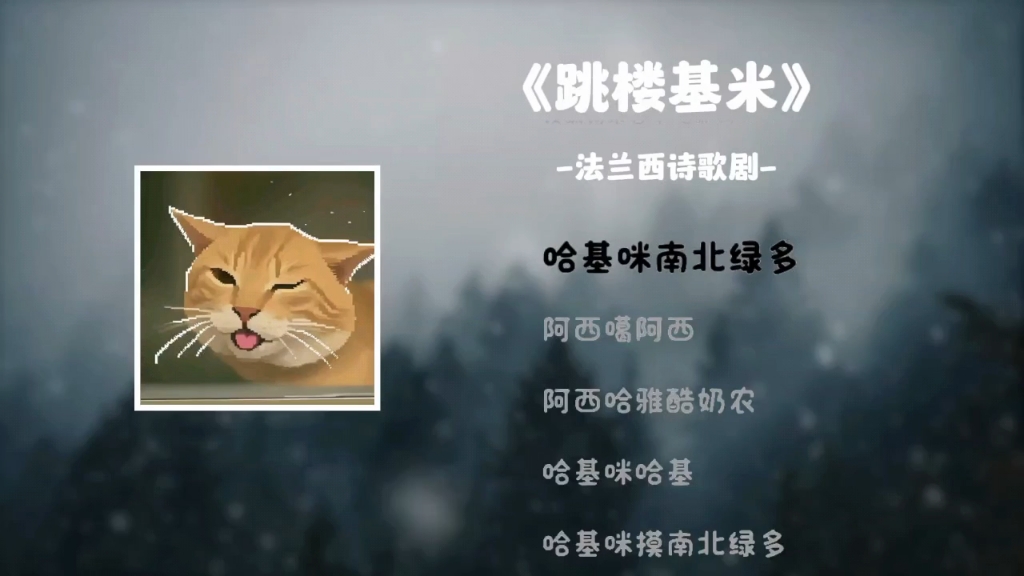 《跳楼基米》
-法兰西诗歌剧-
哈基咪南北绿多
阿西噶阿西
阿西哈雅酷奶农
哈基咪哈基
哈基咪摸南北绿多